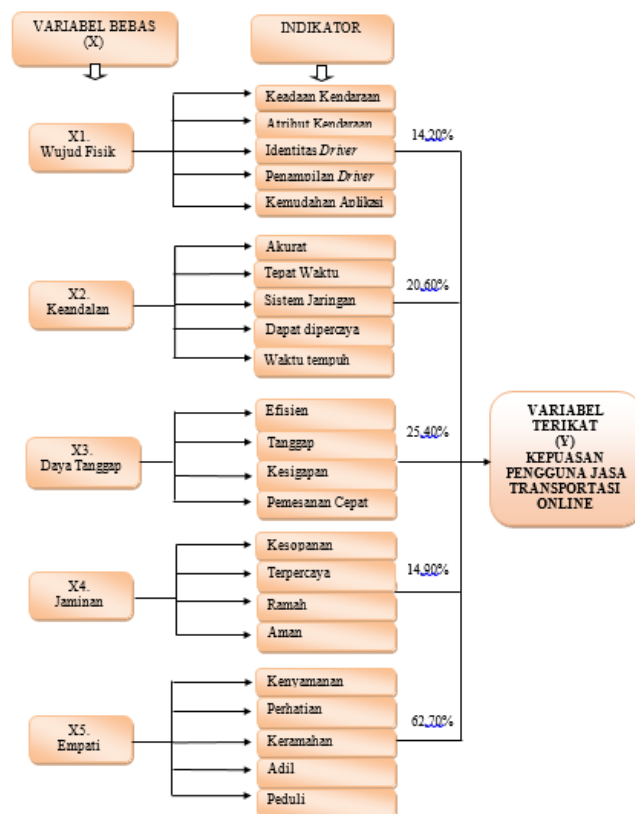 VARIABEL BEBAS
(X)
INDIKATOR
X1.
Wujud Fisik
Keadaan Kendaraan
Atribut Kendaraan
Identitas Driver
Penampilan Driver
Kemudahan Aplikasi
14,20%
X2.
Keandalan
Akurat
Tepat Waktu
Sistem Jaringan
Dapat dipercaya
Waktu tempuh
20,60%
X3.
Daya Tanggap
Efisien
Tanggap
Kesigapan
Pemesanan Cepat
25,40%
X4.
Jaminan
Kesopanan
Terpercaya
Ramah
Aman
14,90%
X5.
Empati
Kenyamanan
Perhatian
Keramahan
Adil
Peduli
62,70%
VARIABEL
TERIKAT
(Y)
KEPUASAN
PENGGUNA JASA
TRANSPORTASI
ONLINE